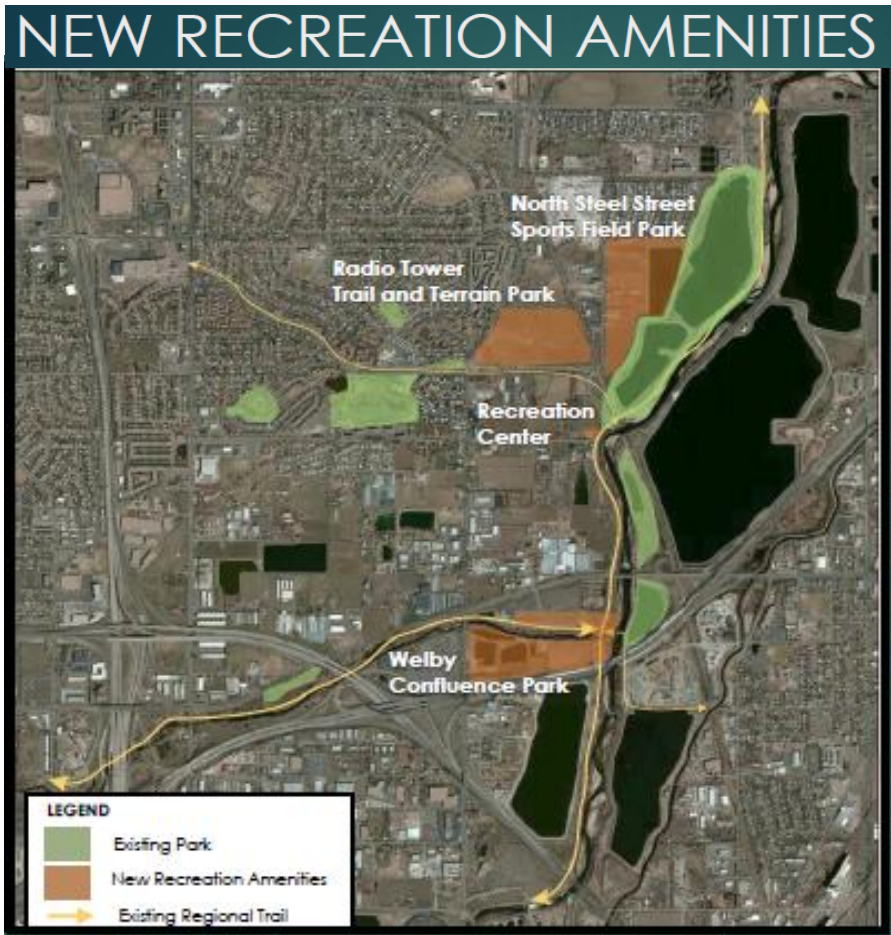 NEW RECREATION AMENITIES
North Steel Street
Sports Field Park
Radio Tower
Trail and Terrain Park
Recreation
Center
Welby
Confluence Park
LEGEND
Existing Park
New Recreation Amenities
Existing Regional Trail